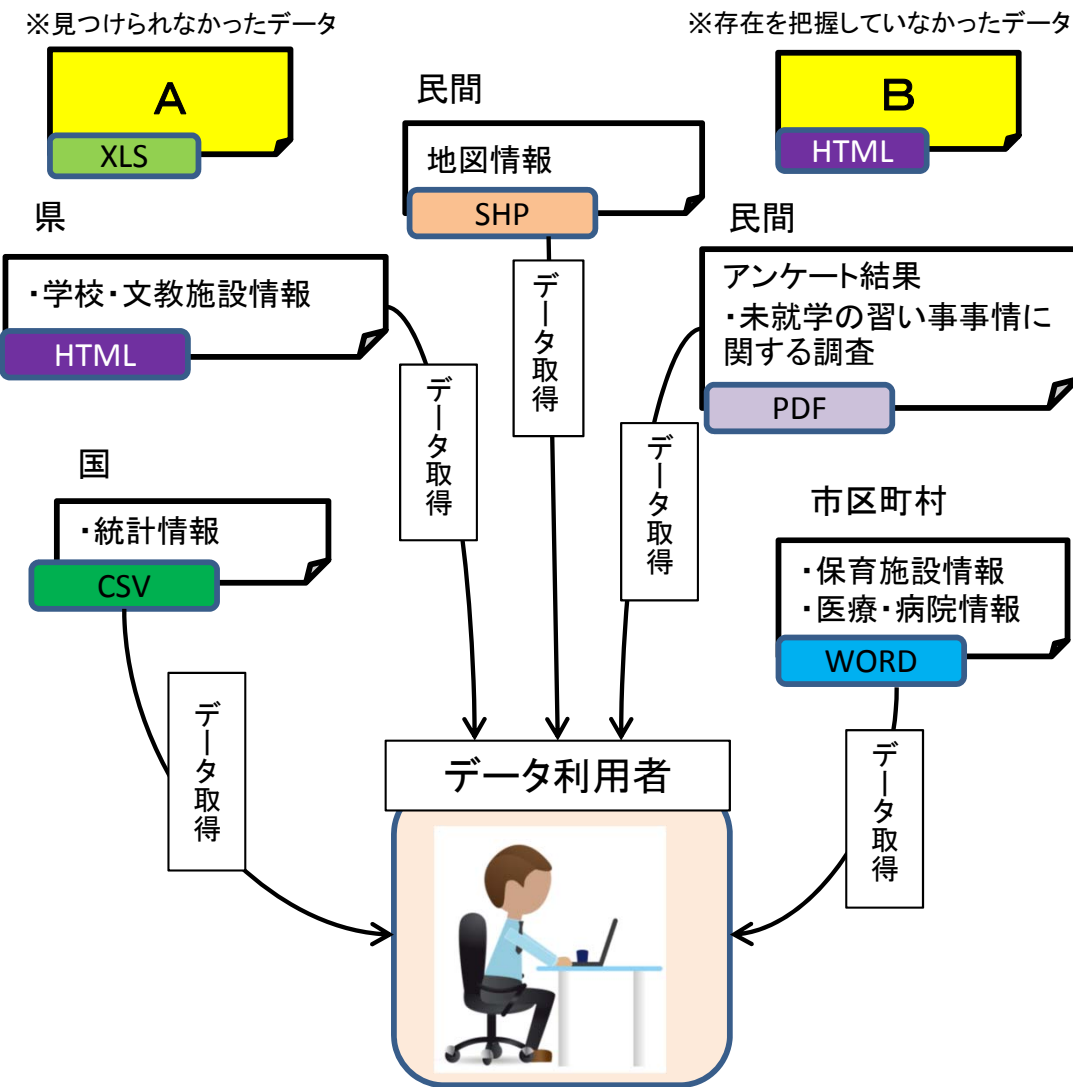 ※見つけられなかったデータ
※存在を把握していなかったデータ
A
XLS
民間
地図情報
SHP
B
HTML
県
・学校・文教施設情報
HTML
民間
アンケート結果
・未就学の習い事事情に
関する調査
PDF
データ取得
データ取得
データ取得
国
・統計情報
CSV
市区町村
・保育施設情報
・医療・病院情報
WORD
データ取得
データ取得
データ利用者